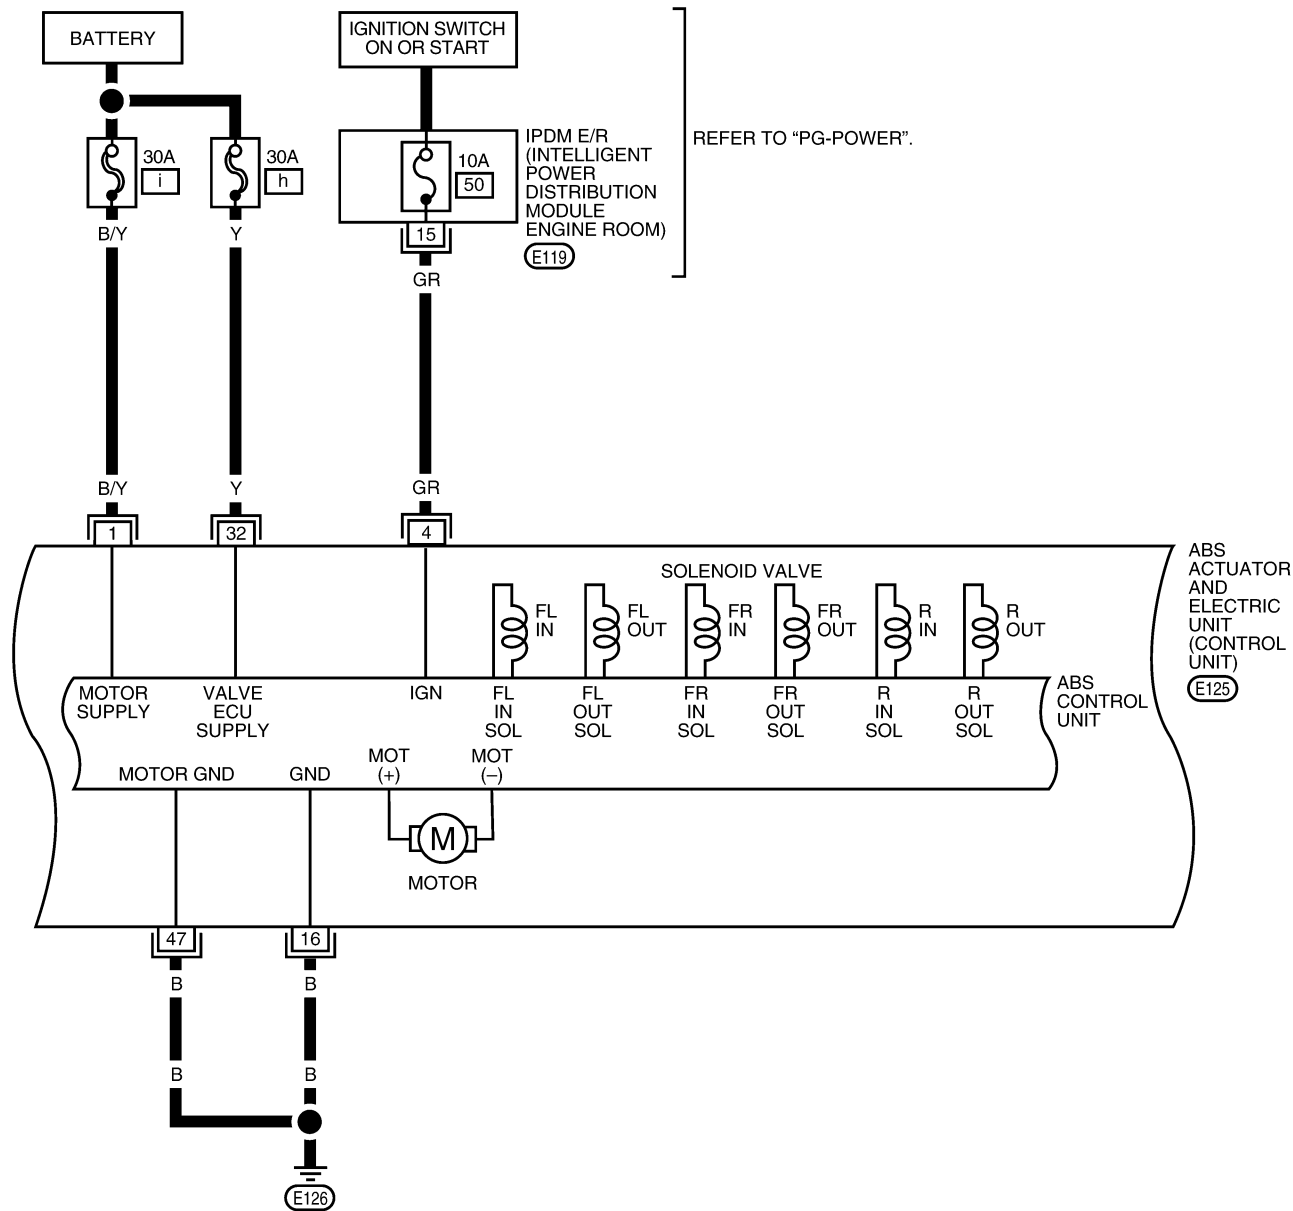 BATTERY
IGNITION SWITCH
ON OR START
REFER TO “PG-POWER”.
30A
i
30A
h
10A
50
IPDM E/R
(INTELLIGENT
POWER
DISTRIBUTION
MODULE
ENGINE ROOM)
E119
15
B/Y
Y
GR
B/Y
Y
GR
1
32
4
ABS
ACTUATOR
AND
ELECTRIC
UNIT
(CONTROL
UNIT)
E125
SOLENOID VALVE
FL
IN
FL
OUT
FR
IN
FR
OUT
R
IN
R
OUT
MOTOR
SUPPLY
VALVE
ECU
SUPPLY
IGN
FL
IN
SOL
FL
OUT
SOL
FR
IN
SOL
FR
OUT
SOL
R
IN
SOL
R
OUT
SOL
ABS
CONTROL
UNIT
MOTOR GND
GND
MOT
(+)
MOT
(–)
M
MOTOR
47
16
B
B
B
B
E126